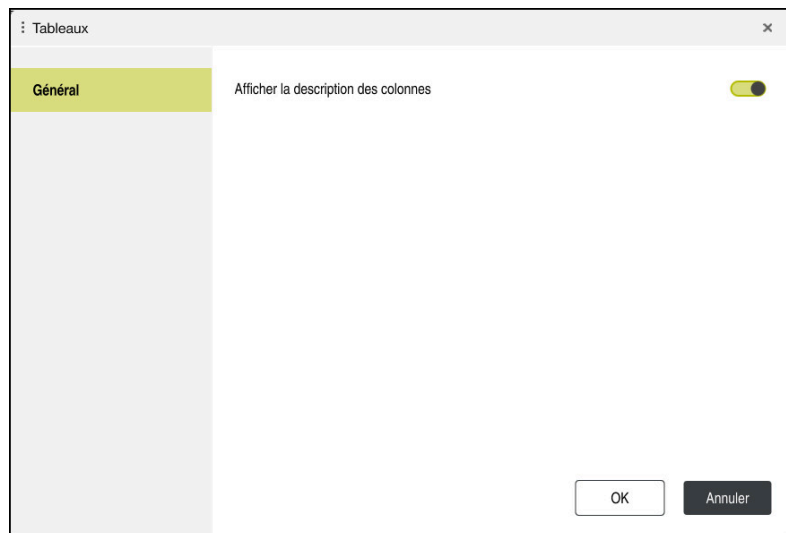 Tableaux
Général
Afficher la description des colonnes
OK
Annuler